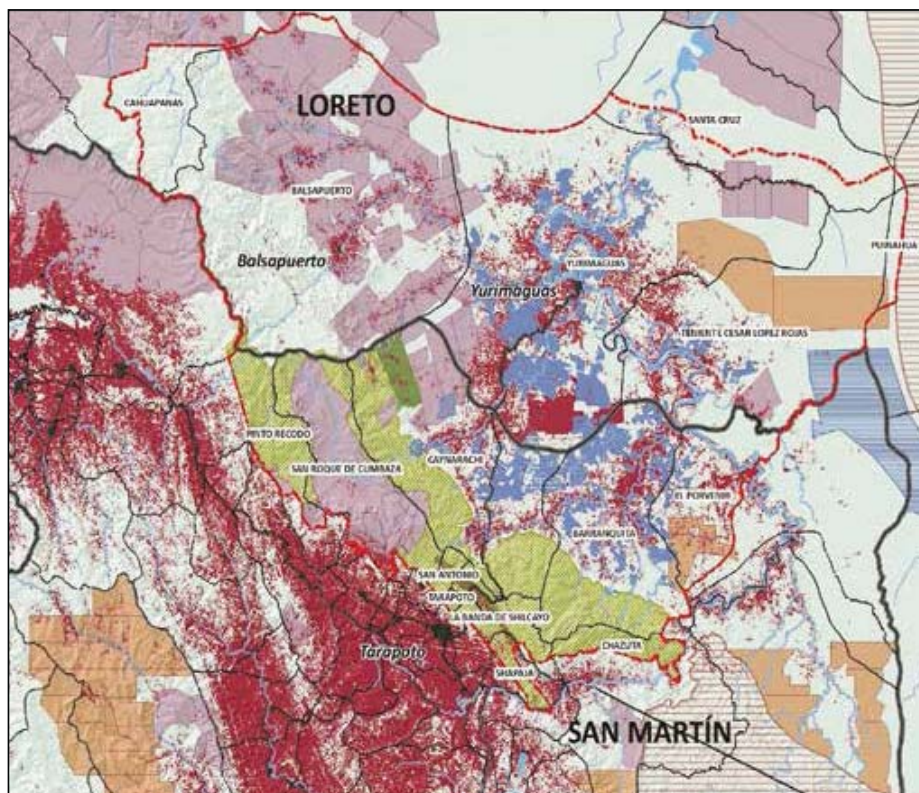 LORETO
CAHUAPANAS
SANTA CRUZ
BALSAPUERTO
Balsapuerto
YURIMAGUAS
Yurimaguas
TENIENTE CESAR LOPEZ ROJAS
PINTO RECODO
CAYNARACHI
SAN ROQUE DE CUMBAZA
EL PORVENIR
BARRANQUITA
SAN ANTONIO
TARAPOTO
LA BANDA DE SHILCAYO
Tarapoto
CHAZUTA
SHAPAJA
SAN MARTÍN